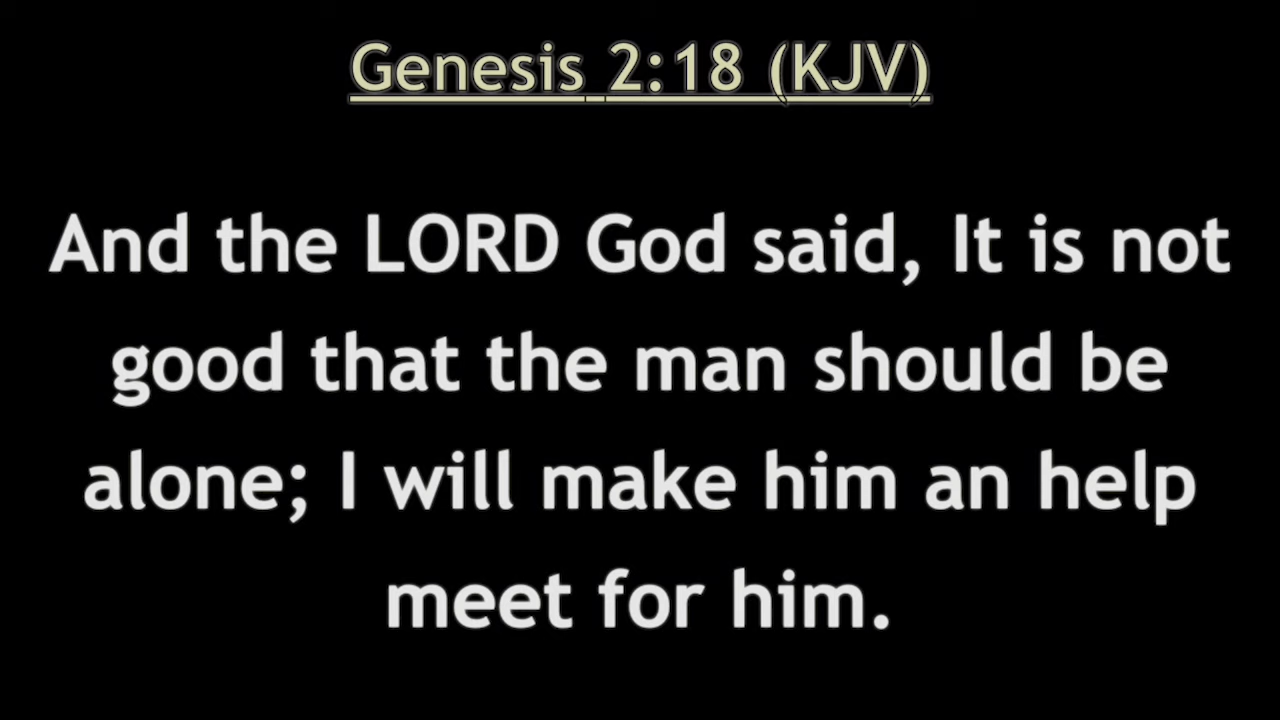 Genesis 2:18 (KJV)
And the LORD God said, It is not
good that the man should be
alone; I will make him an help
meet for him.